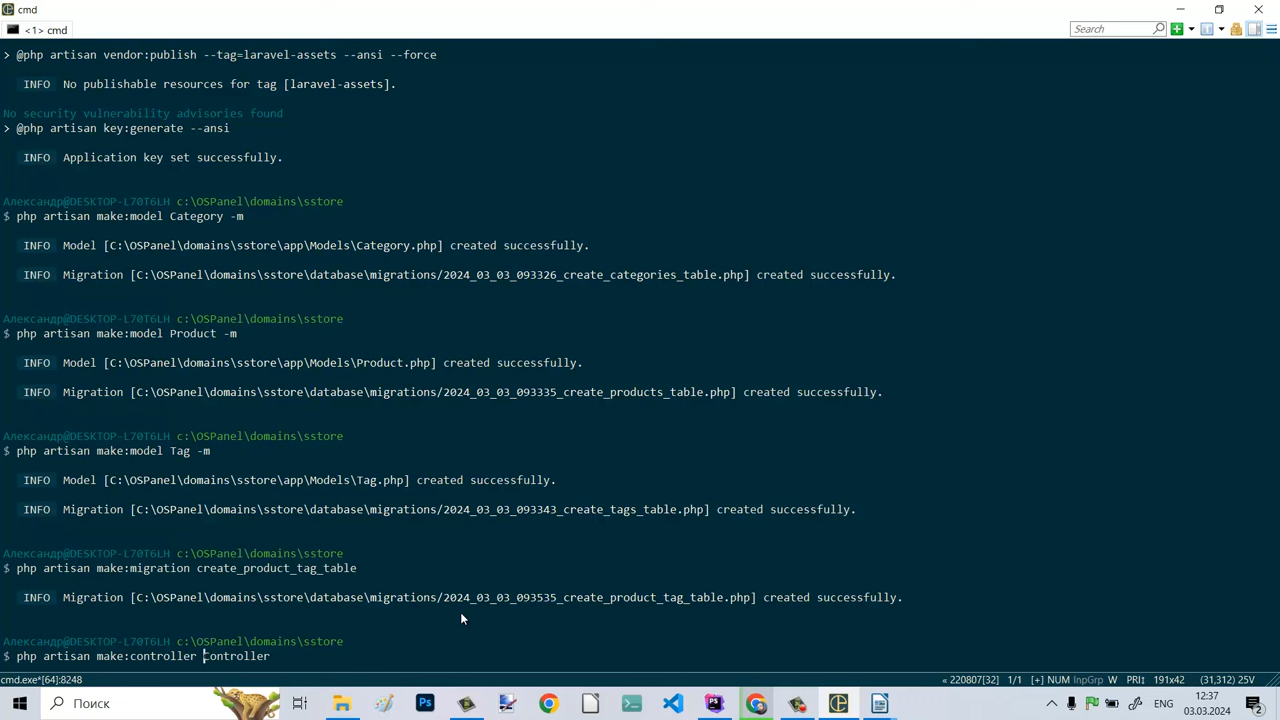 cmd
<1> cmd
Search
> @php artisan vendor:publish --tag=laravel-assets --ansi --force
INFO No publishable resources for tag [laravel-assets].
No security vulnerability advisories found
> @php artisan key:generate --ansi
INFO Application key set successfully.
Александр@DESKTOP-L70T6LH c:\OSPanel\domains\sstore
$ php artisan make:model Category -m
INFO Model [C:\OSPanel\domains\sstore\app\Models\Category.php] created successfully.
INFO Migration [C:\OSPanel\domains\sstore\database\migrations/2024_03_03_093326_create_categories_table.php] created successfully.
Александр@DESKTOP-L70T6LH c:\OSPanel\domains\sstore
$ php artisan make:model Product -m
INFO Model [C:\OSPanel\domains\sstore\app\Models\Product.php] created successfully.
INFO Migration [C:\OSPanel\domains\sstore\database\migrations/2024_03_03_093335_create_products_table.php] created successfully.
Александр@DESKTOP-L70T6LH c:\OSPanel\domains\sstore
$ php artisan make:model Tag -m
INFO Model [C:\OSPanel\domains\sstore\app\Models\Tag.php] created successfully.
INFO Migration [C:\OSPanel\domains\sstore\database\migrations/2024_03_03_093343_create_tags_table.php] created successfully.
Александр@DESKTOP-L70T6LH c:\OSPanel\domains\sstore
$ php artisan make:migration create_product_tag_table
INFO Migration [C:\OSPanel\domains\sstore\database\migrations/2024_03_03_093535_create_product_tag_table.php] created successfully.
Александр@DESKTOP-L70T6LH c:\OSPanel\domains\sstore
$ php artisan make:controller Controller
cmd.exe*[64]:8248 « 220807[32] 1/1 [+] NUM InpGrp W PRI↕ 191x42 (31,312) 25V
Поиск
Ps
PS
ENG
12:37
03.03.2024
2